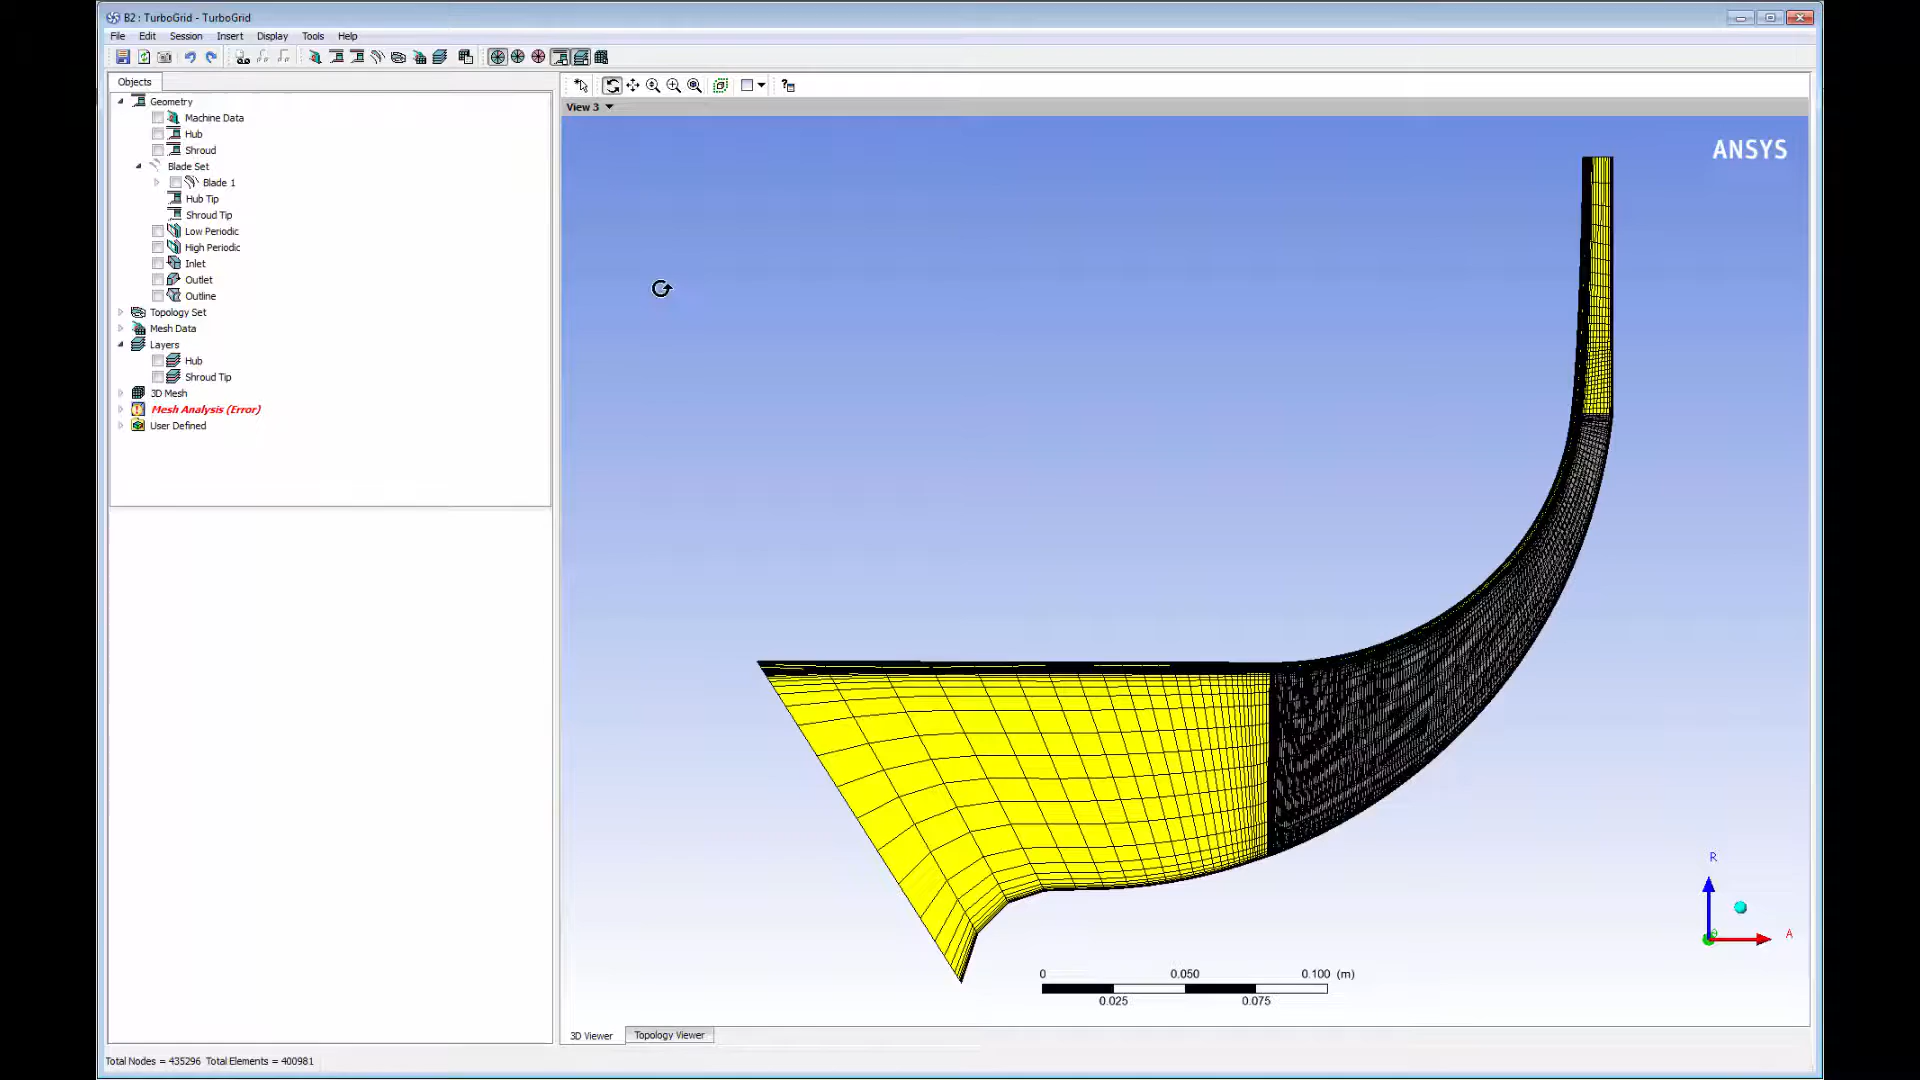 B2 : TurboGrid - TurboGrid
File Edit Session Insert Display Tools Help
Objects
Geometry
Machine Data
Hub
Shroud
Blade Set
Blade 1
Hub Tip
Shroud Tip
Low Periodic
High Periodic
Inlet
Outlet
Outline
Topology Set
Mesh Data
Layers
Hub
Shroud Tip
3D Mesh
Mesh Analysis (Error)
User Defined
View 3
ANSYS
R
A
0 0.050 0.100 (m)
0.025 0.075
3D Viewer Topology Viewer
Total Nodes = 435296 Total Elements = 400981